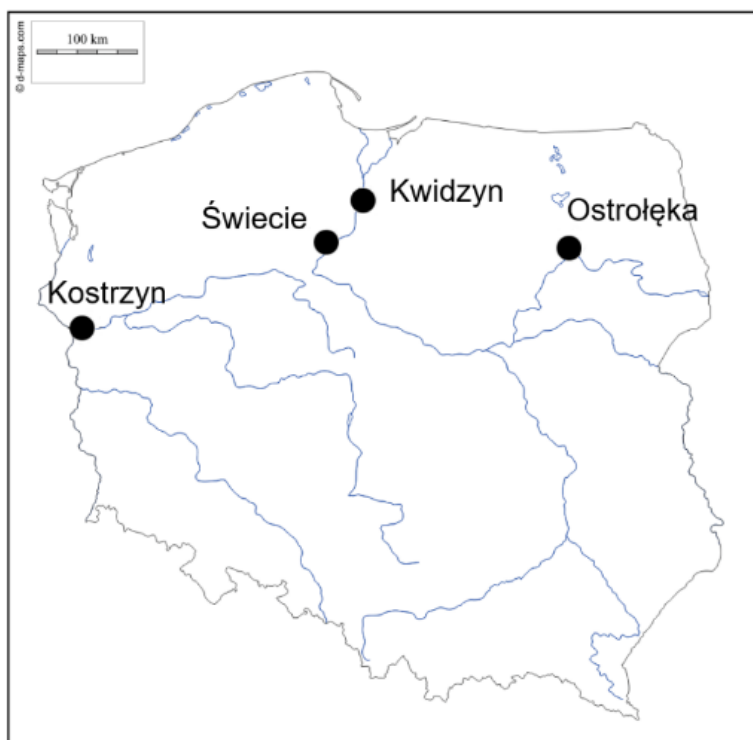 © d-maps.com
100 km
Kwidzyn
Świecie
Ostrołęka
Kostrzyn